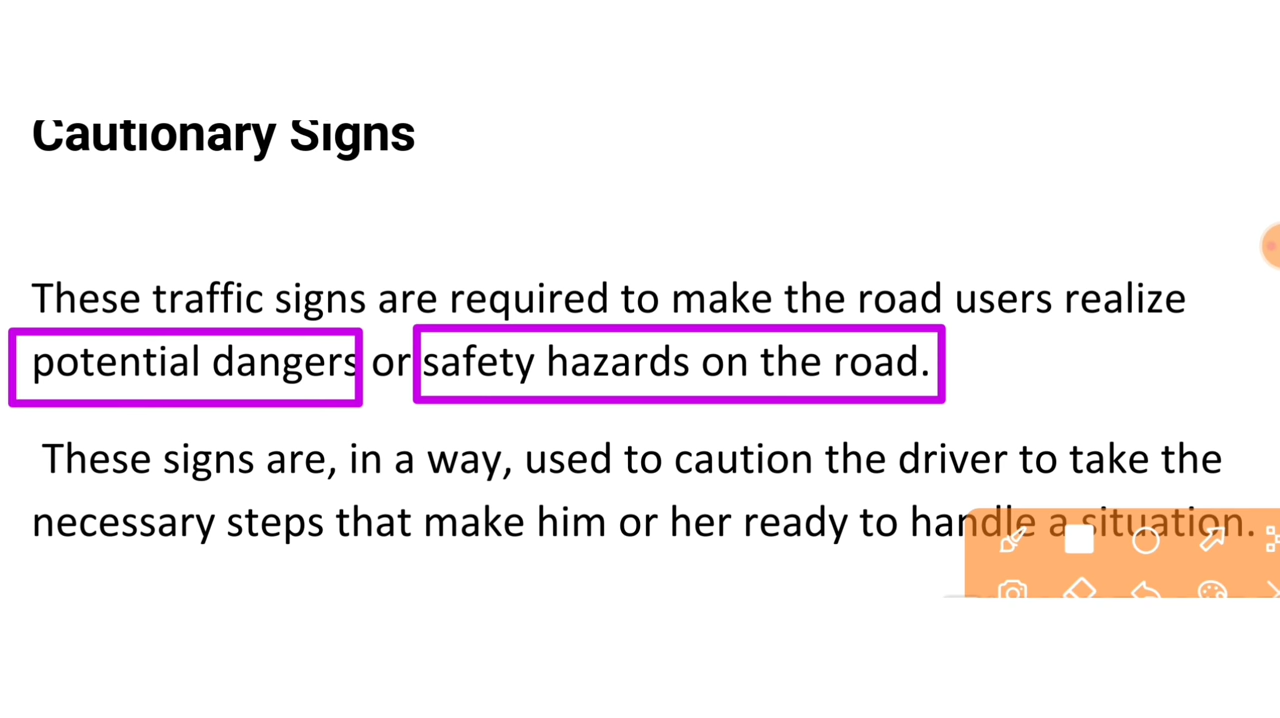 Cautionary Signs
These traffic signs are required to make the road users realize
potential dangers or safety hazards on the road.
These signs are, in a way, used to caution the driver to take the
necessary steps that make him or her ready to handle a situation.